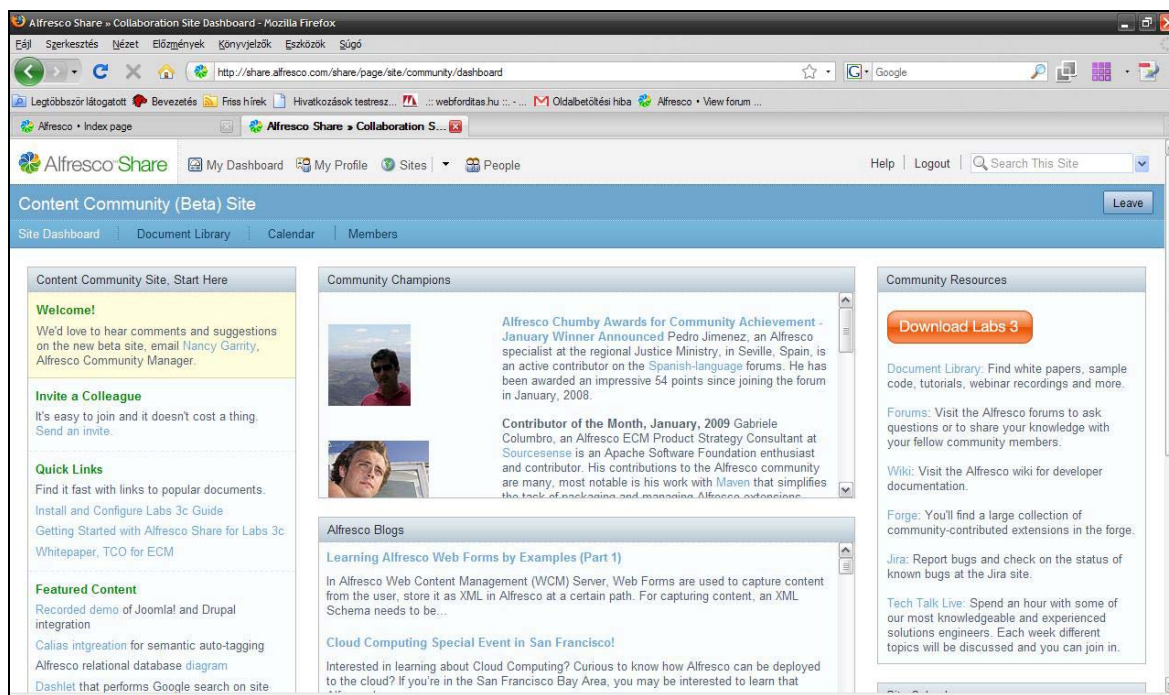 Alfresco Share » Collaboration Site Dashboard - Mozilla Firefox
Fájl Szerkesztés Nézet Előzmények Könyvjelzők Eszközök Súgó
http://share.alfresco.com/share/page/site/community/dashboard
Google
Legtöbbször látogatott Bevezetés Friss hírek Hivatkozások testresz... .:: webforditas.hu ::. - ... Oldalbetöltési hiba Alfresco • View forum ...
Alfresco • Index page
Alfresco Share » Collaboration S...
Alfresco Share My Dashboard My Profile Sites People
Help Logout Search This Site
Content Community (Beta) Site
Leave
Site Dashboard Document Library Calendar Members
Content Community Site, Start Here
Welcome!
We'd love to hear comments and suggestions
on the new beta site, email Nancy Garrity,
Alfresco Community Manager.
Invite a Colleague
It's easy to join and it doesn't cost a thing.
Send an invite.
Quick Links
Find it fast with links to popular documents.
Install and Configure Labs 3c Guide
Getting Started with Alfresco Share for Labs 3c
Whitepaper, TCO for ECM
Featured Content
Recorded demo of Joomla! and Drupal
integration
Calias intgreation for semantic auto-tagging
Alfresco relational database diagram
Dashlet that performs Google search on site
Community Champions
Alfresco Chumby Awards for Community Achievement -
January Winner Announced Pedro Jimenez, an Alfresco
specialist at the regional Justice Ministry, in Seville, Spain, is
an active contributor on the Spanish-language forums. He has
been awarded an impressive 54 points since joining the forum
in January, 2008.
Contributor of the Month, January, 2009 Gabriele
Columbro, an Alfresco ECM Product Strategy Consultant at
Sourcesense is an Apache Software Foundation enthusiast
and contributor. His contributions to the Alfresco community
are many, most notable is his work with Maven that simplifies
the task of packaging and managing Alfresco extensions
Alfresco Blogs
Learning Alfresco Web Forms by Examples (Part 1)
In Alfresco Web Content Management (WCM) Server, Web Forms are used to capture content
from the user, store it as XML in Alfresco at a certain path. For capturing content, an XML
Schema needs to be...
Cloud Computing Special Event in San Francisco!
Interested in learning about Cloud Computing? Curious to know how Alfresco can be deployed
to the cloud? If you're in the San Francisco Bay Area, you may be interested to learn that
Community Resources
Download Labs 3
Document Library: Find white papers, sample
code, tutorials, webinar recordings and more.
Forums: Visit the Alfresco forums to ask
questions or to share your knowledge with
your fellow community members.
Wiki: Visit the Alfresco wiki for developer
documentation.
Forge: You'll find a large collection of
community-contributed extensions in the forge.
Jira: Report bugs and check on the status of
known bugs at the Jira site.
Tech Talk Live: Spend an hour with some of
our most knowledgeable and experienced
solutions engineers. Each week different
topics will be discussed and you can join in.